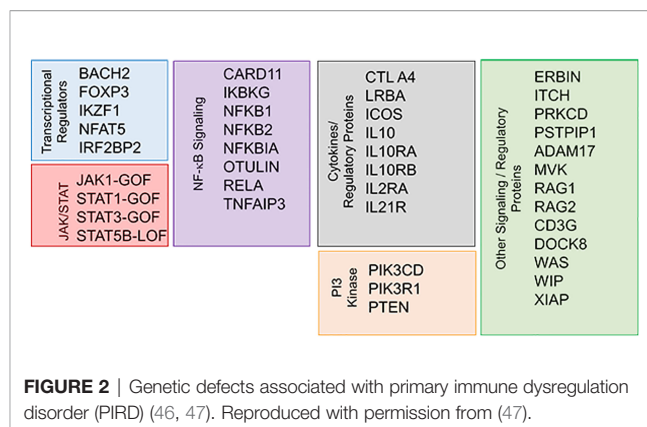 Transcriptional
Regulators
BACH2
FOXP3
IKZF1
NFAT5
IRF2BP2
JAK/STAT
JAK1-GOF
STAT1-GOF
STAT3-GOF
STAT5B-LOF
NF-κB Signaling
CARD11
IKBKG
NFKB1
NFKB2
NFKBIA
OTULIN
RELA
TNFAIP3
Cytokines/
Regulatory Proteins
CTL A4
LRBA
ICOS
IL10
IL10RA
IL10RB
IL2RA
IL21R
PI3
Kinase
PIK3CD
PIK3R1
PTEN
Other Signaling / Regulatory
Proteins
ERBIN
ITCH
PRKCD
PSTPIP1
ADAM17
MVK
RAG1
RAG2
CD3G
DOCK8
WAS
WIP
XIAP
FIGURE 2 | Genetic defects associated with primary immune dysregulation
disorder (PIRD) (46, 47). Reproduced with permission from (47).